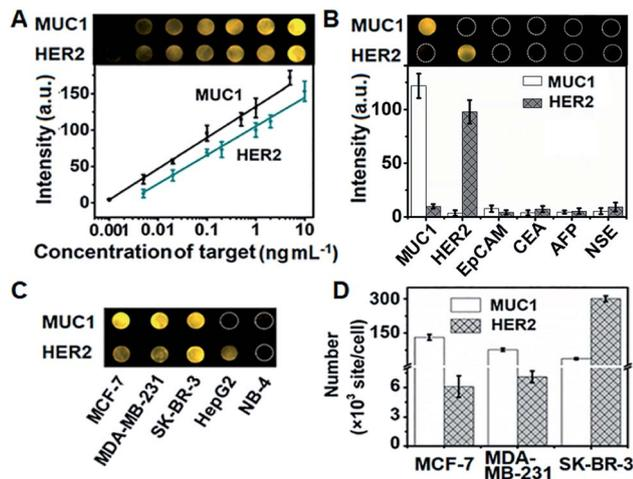 A
MUC1
HER2
Intensity (a.u.)
150
100
50
0
MUC1
HER2
0.001
0.01
0.1
1
10
Concentration of target (ng mL-1)
B
MUC1
HER2
Intensity (a.u.)
100
50
0
MUC1
HER2
MUC1
HER2
EpCAM
CEA
AFP
NSE
C
MUC1
HER2
MCF-7
MDA-MB-231
SK-BR-3
HepG2
NB-4
D
Number
(×10³ site/cell)
300
150
6
3
0
MUC1
HER2
MCF-7
MDA-
MB-231
SK-BR-3